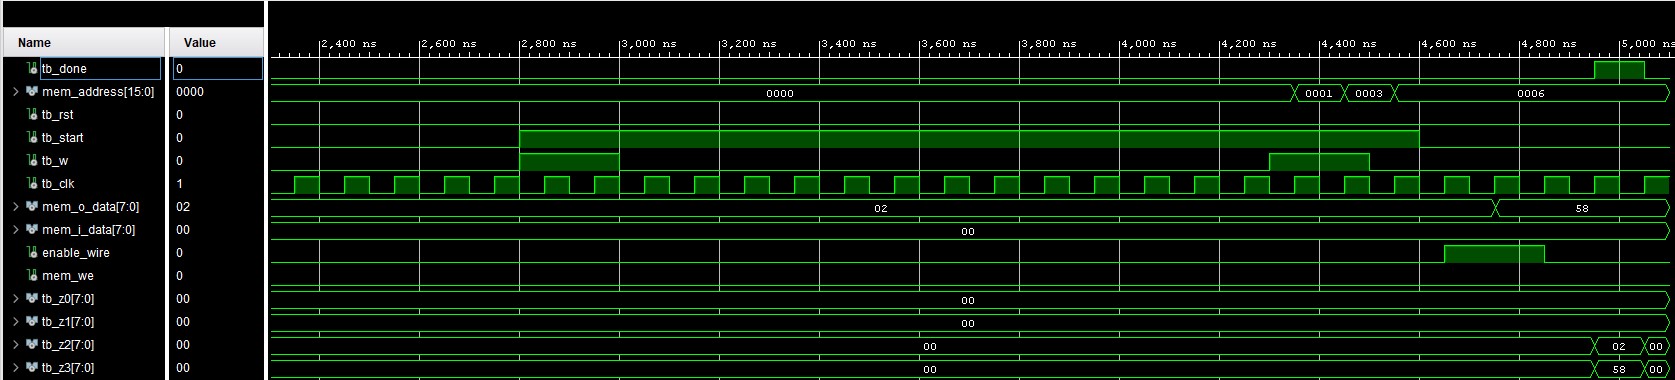 2,400 ns 2,600 ns 2,800 ns 3,000 ns 3,200 ns 3,400 ns 3,600 ns 3,800 ns 4,000 ns 4,200 ns 4,400 ns 4,600 ns 4,800 ns 5,000 ns
Name Value
tb_done 0
mem_address[15:0] 0000 0000 0001 0003 0006
tb_rst 0
tb_start 0
tb_w 0
tb_clk 1
mem_o_data[7:0] 02 02 58
mem_i_data[7:0] 00 00
enable_wire 0
mem_we 0
tb_z0[7:0] 00 00
tb_z1[7:0] 00 00
tb_z2[7:0] 00 00 02 00
tb_z3[7:0] 00 00 58 00